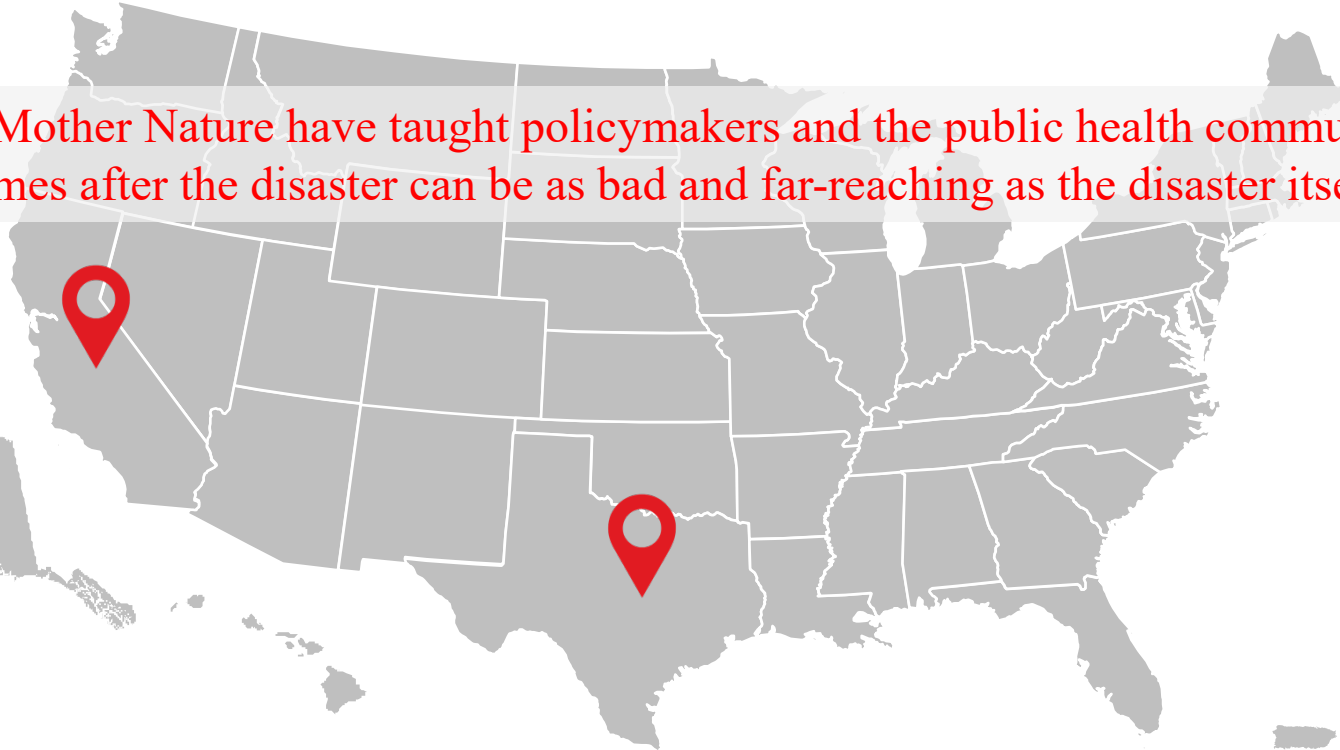 Mother Nature have taught policymakers and the public health commu
mes after the disaster can be as bad and far-reaching as the disaster itse